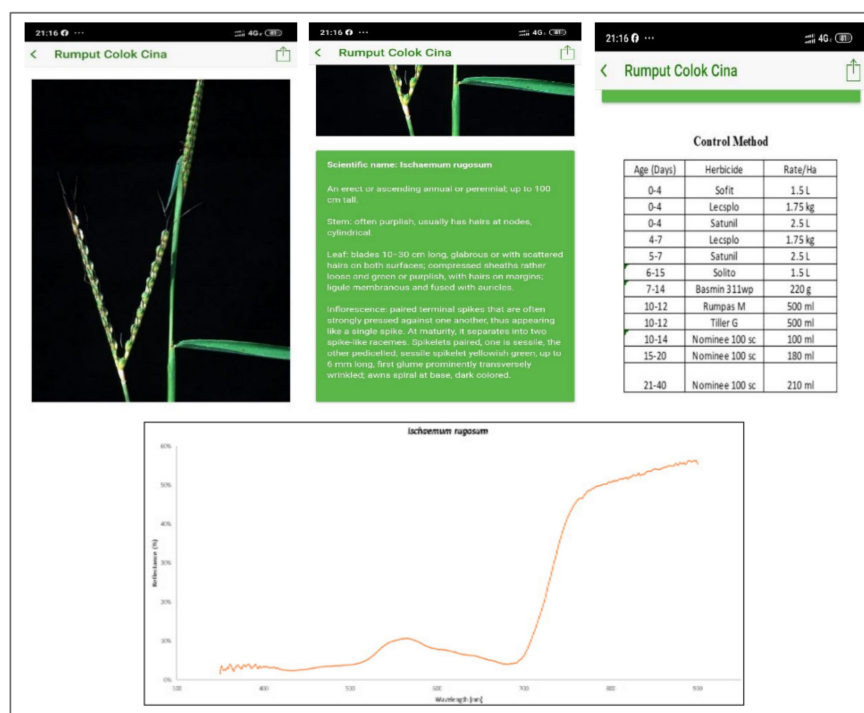 21:16 ··· 4G 81
Rumput Colok Cina
21:16 ··· 4G 81
Rumput Colok Cina
Scientific name: Ischaemum rugosum
An erect or ascending annual or perennial; up to 100
cm tall.
Stem: often purplish, usually has hairs at nodes,
cylindrical.
Leaf: blades 10–30 cm long, glabrous or with scattered
hairs on both surfaces; compressed sheaths rather
loose and green or purplish, with hairs on margins;
ligule membranous and fused with auricles.
Inflorescence: paired terminal spikes that are often
strongly pressed against one another, thus appearing
like a single spike. At maturity, it separates into two
spike-like racemes. Spikelets paired, one is sessile, the
other pedicelled; sessile spikelet yellowish green, up to
6 mm long, first glume prominently transversely
wrinkled; awns spiral at base, dark colored.
21:16 ··· 4G 81
Rumput Colok Cina
Control Method
Age (Days) Herbicide Rate/Ha
0-4 Sofit 1.5 L
0-4 Lecsplo 1.75 kg
0-4 Satunil 2.5 L
4-7 Lecsplo 1.75 kg
5-7 Satunil 2.5 L
6-15 Solito 1.5 L
7-14 Basmin 311wp 220 g
10-12 Rumpas M 500 ml
10-12 Tiller G 500 ml
10-14 Nominee 100 sc 100 ml
15-20 Nominee 100 sc 180 ml
21-40 Nominee 100 sc 210 ml
Ischaemum rugosum
Reflectance (%)
60%
50%
40%
30%
20%
10%
0%
300 400 500 600 700 800 900
Wavelength (nm)